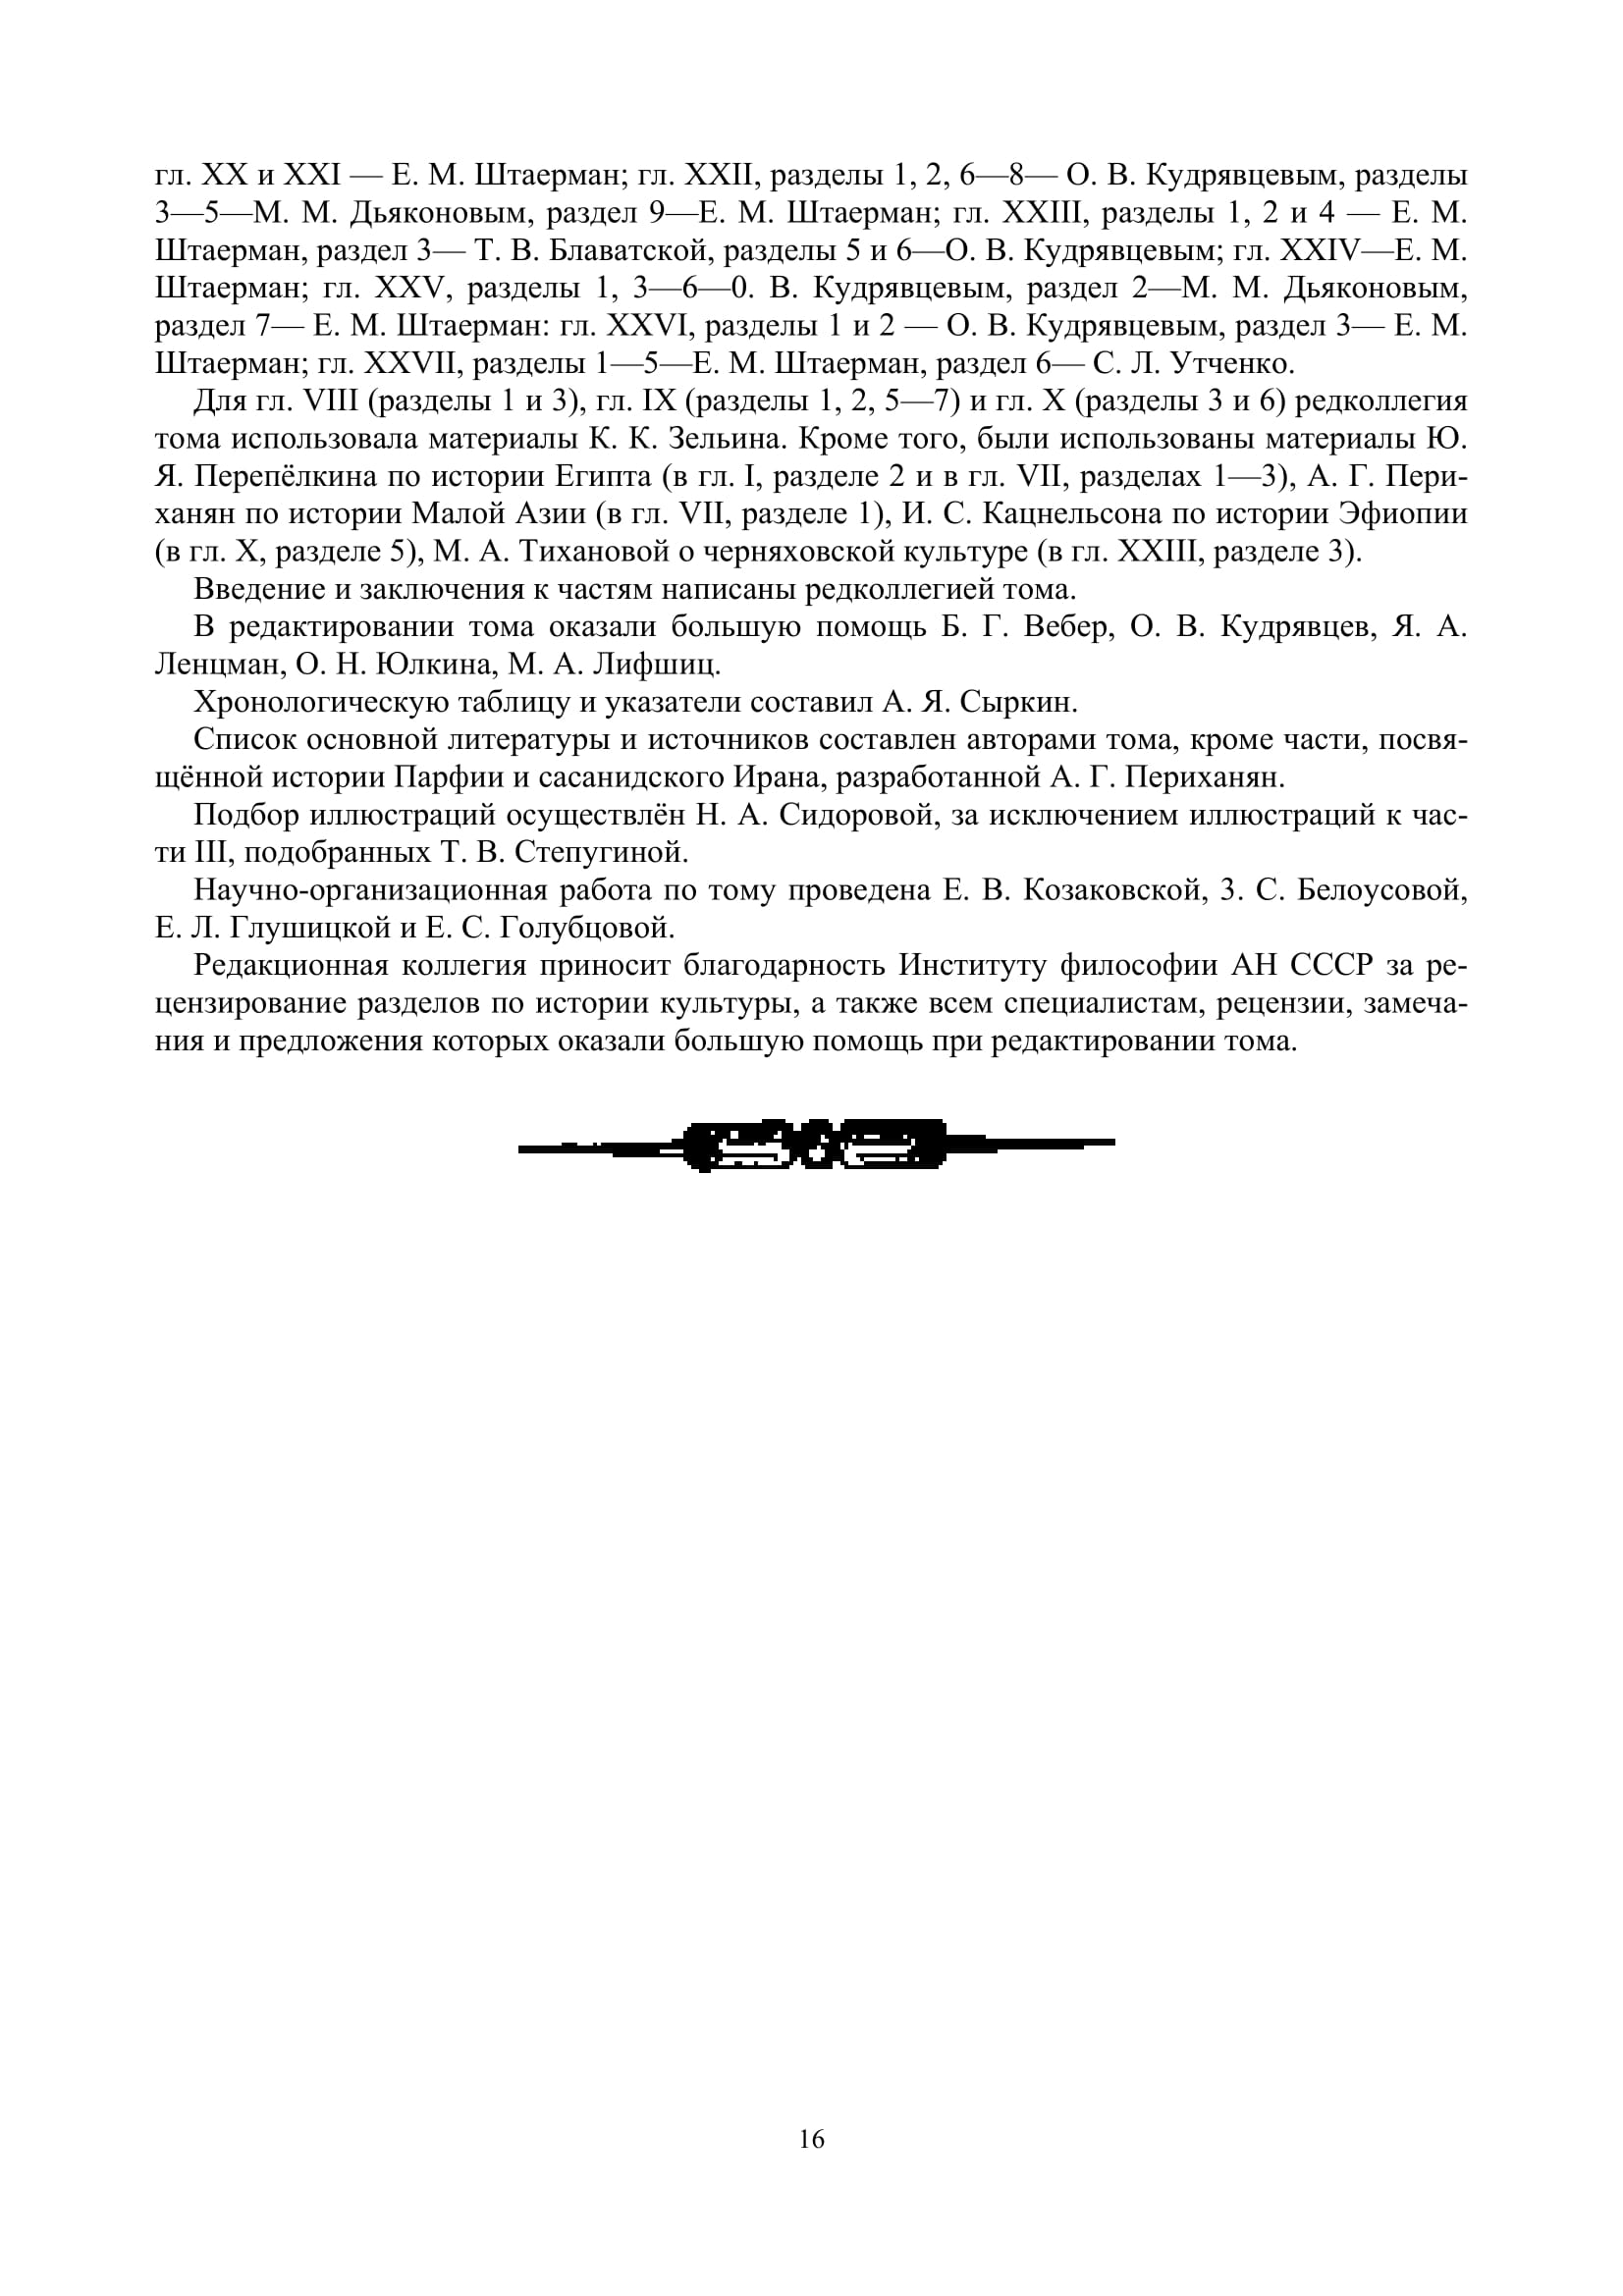 гл. XX и XXI — Е. М. Штаерман; гл. XXII, разделы 1, 2, 6—8— О. В. Кудрявцевым, разделы
3—5—М. М. Дьяконовым, раздел 9—Е. М. Штаерман; гл. XXIII, разделы 1, 2 и 4 — Е. М.
Штаерман, раздел 3— Т. В. Блаватской, разделы 5 и 6—О. В. Кудрявцевым; гл. XXIV—Е. М.
Штаерман; гл. XXV, разделы 1, 3—6—0. В. Кудрявцевым, раздел 2—М. М. Дьяконовым,
раздел 7— Е. М. Штаерман: гл. XXVI, разделы 1 и 2 — О. В. Кудрявцевым, раздел 3— Е. М.
Штаерман; гл. XXVII, разделы 1—5—Е. М. Штаерман, раздел 6— С. Л. Утченко.
Для гл. VIII (разделы 1 и 3), гл. IX (разделы 1, 2, 5—7) и гл. X (разделы 3 и 6) редколлегия
тома использовала материалы К. К. Зельина. Кроме того, были использованы материалы Ю.
Я. Перепёлкина по истории Египта (в гл. I, разделе 2 и в гл. VII, разделах 1—3), А. Г. Пери-
ханян по истории Малой Азии (в гл. VII, разделе 1), И. С. Кацнельсона по истории Эфиопии
(в гл. X, разделе 5), М. А. Тихановой о черняховской культуре (в гл. XXIII, разделе 3).
Введение и заключения к частям написаны редколлегией тома.
В редактировании тома оказали большую помощь Б. Г. Вебер, О. В. Кудрявцев, Я. А.
Ленцман, О. Н. Юлкина, М. А. Лифшиц.
Хронологическую таблицу и указатели составил А. Я. Сыркин.
Список основной литературы и источников составлен авторами тома, кроме части, посвя-
щённой истории Парфии и сасанидского Ирана, разработанной А. Г. Периханян.
Подбор иллюстраций осуществлён Н. А. Сидоровой, за исключением иллюстраций к час-
ти III, подобранных Т. В. Степугиной.
Научно-организационная работа по тому проведена Е. В. Козаковской, 3. С. Белоусовой,
Е. Л. Глушицкой и Е. С. Голубцовой.
Редакционная коллегия приносит благодарность Институту философии АН СССР за ре-
цензирование разделов по истории культуры, а также всем специалистам, рецензии, замеча-
ния и предложения которых оказали большую помощь при редактировании тома.
16